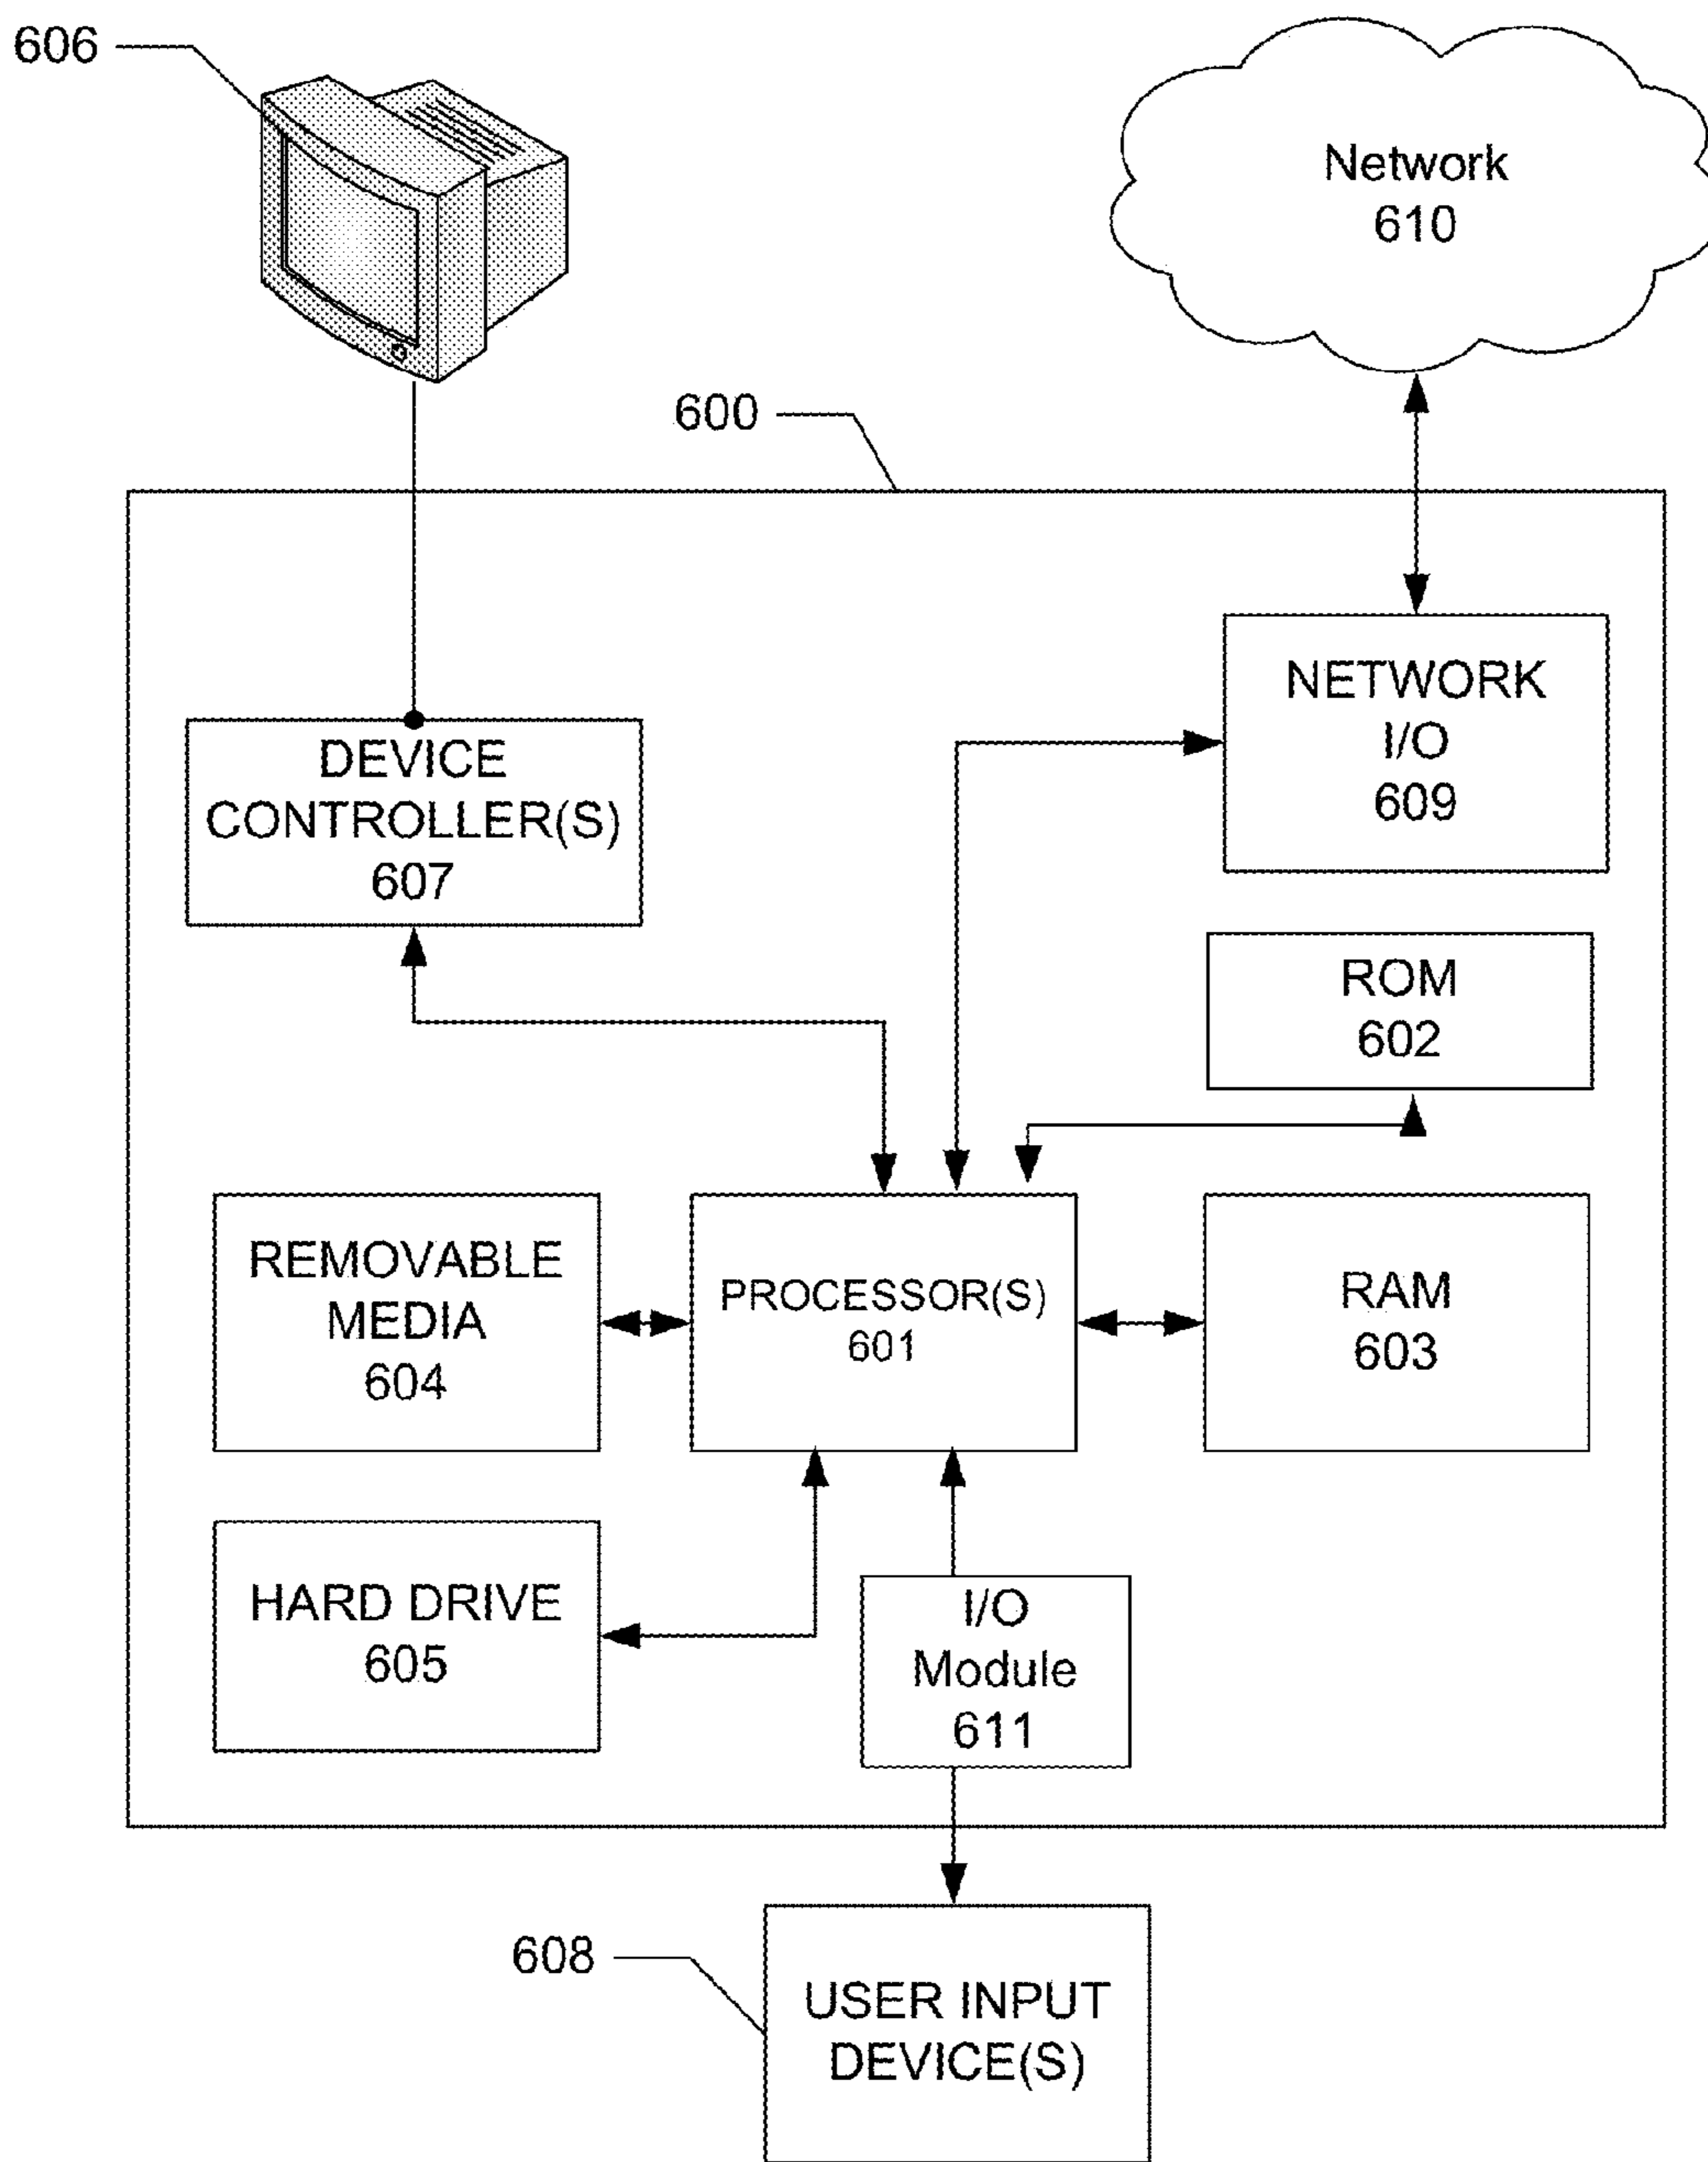 606
Network
610
600
NETWORK
I/O
609
DEVICE
CONTROLLER(S)
607
ROM
602
REMOVABLE
MEDIA
604
PROCESSOR(S)
601
RAM
603
HARD DRIVE
605
I/O
Module
611
608
USER INPUT
DEVICE(S)